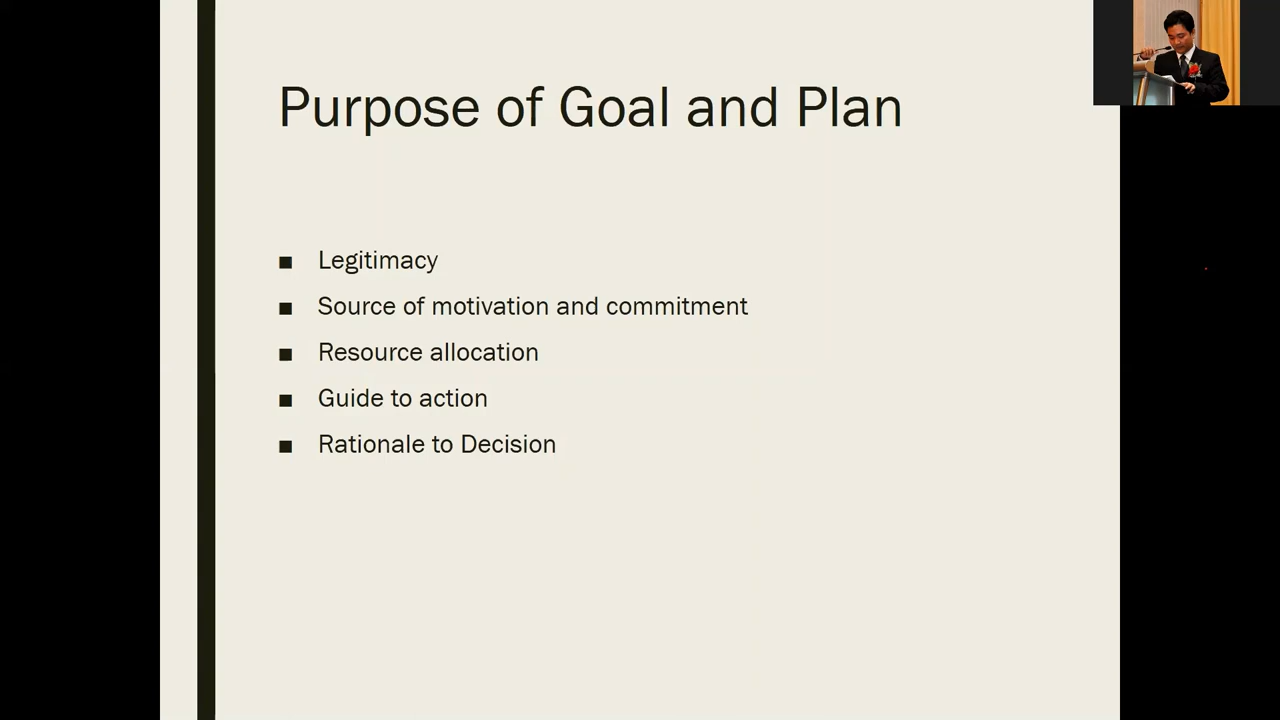 Purpose of Goal and Plan
■ Legitimacy
■ Source of motivation and commitment
■ Resource allocation
■ Guide to action
■ Rationale to Decision